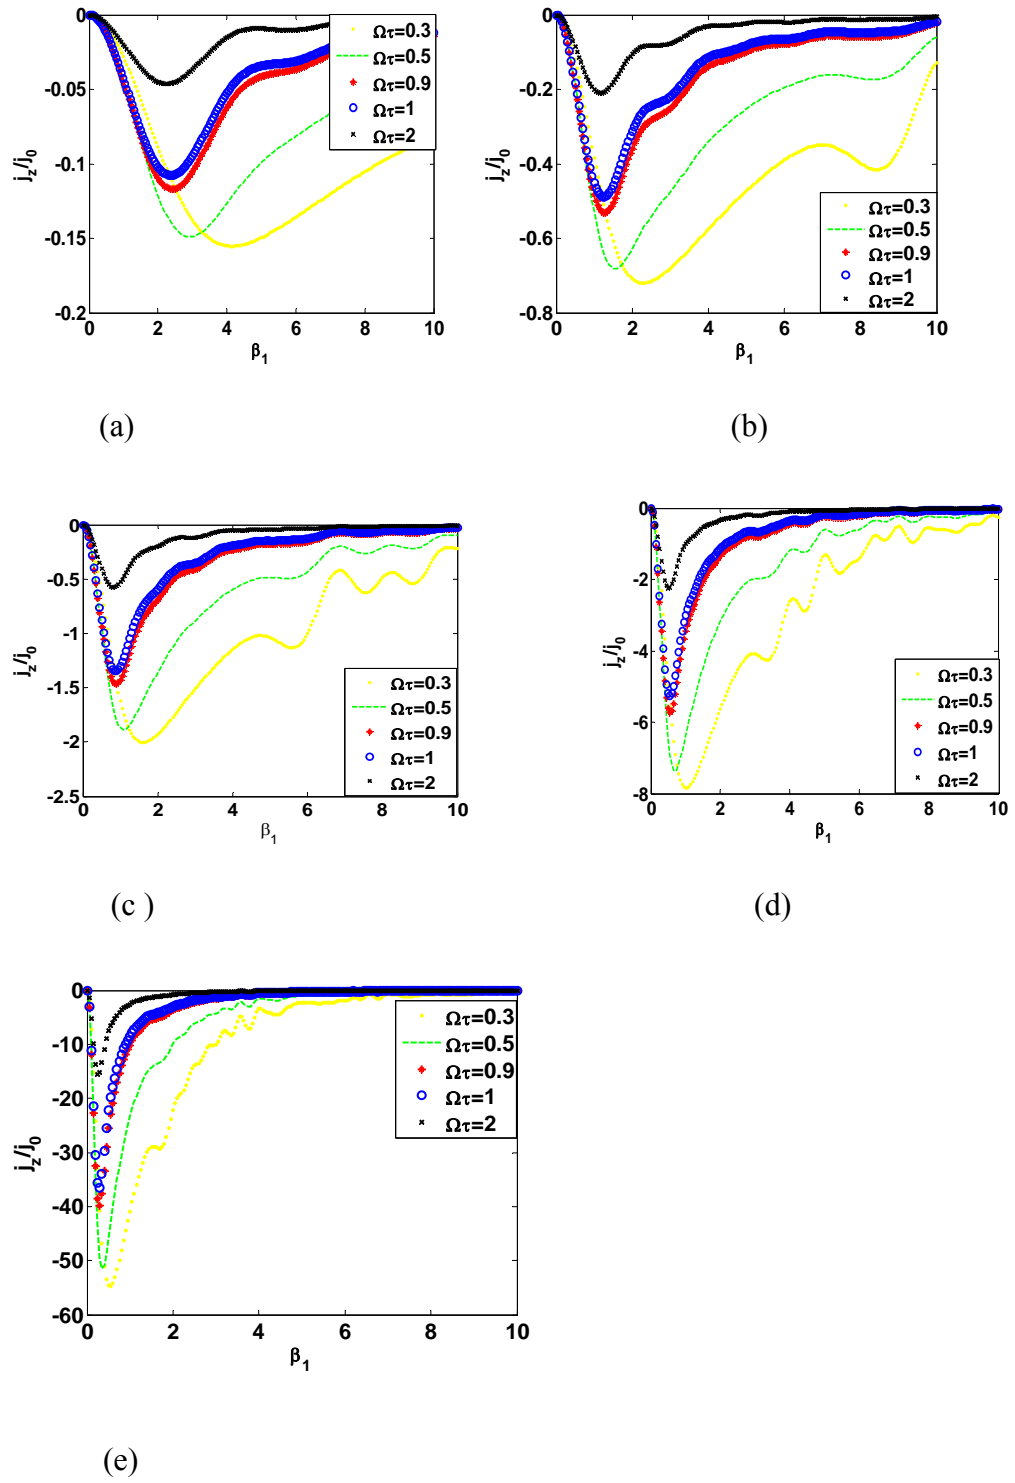 0
-0.05
-0.1
-0.15
-0.2
0 2 4 6 8 10
j_z/j_0
β_1
Ωτ=0.3
Ωτ=0.5
Ωτ=0.9
Ωτ=1
Ωτ=2
(a)
0
-0.2
-0.4
-0.6
-0.8
0 2 4 6 8 10
j_z/j_0
β_1
Ωτ=0.3
Ωτ=0.5
Ωτ=0.9
Ωτ=1
Ωτ=2
(b)
0
-0.5
-1
-1.5
-2
-2.5
0 2 4 6 8 10
j_z/j_0
β_1
Ωτ=0.3
Ωτ=0.5
Ωτ=0.9
Ωτ=1
Ωτ=2
(c )
0
-2
-4
-6
-8
0 2 4 6 8 10
j_z/j_0
β_1
Ωτ=0.3
Ωτ=0.5
Ωτ=0.9
Ωτ=1
Ωτ=2
(d)
0
-10
-20
-30
-40
-50
-60
0 2 4 6 8 10
j_z/j_0
β_1
Ωτ=0.3
Ωτ=0.5
Ωτ=0.9
Ωτ=1
Ωτ=2
(e)